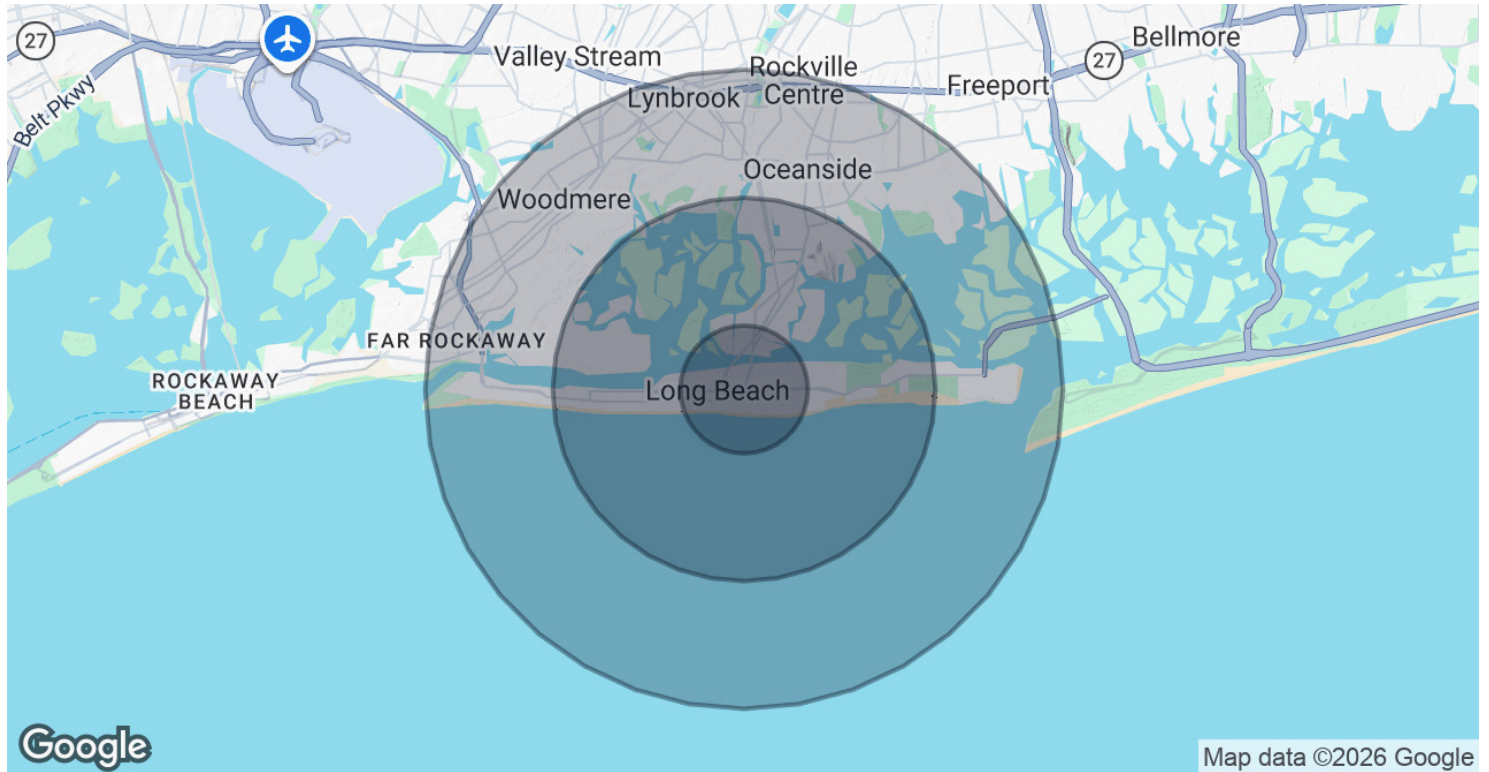 27
Belt Pkwy
Valley Stream
Lynbrook
Rockville
Centre
Freeport
27
Bellmore
Oceanside
Woodmere
FAR ROCKAWAY
ROCKAWAY
BEACH
Long Beach
Google
Map data ©2026 Google